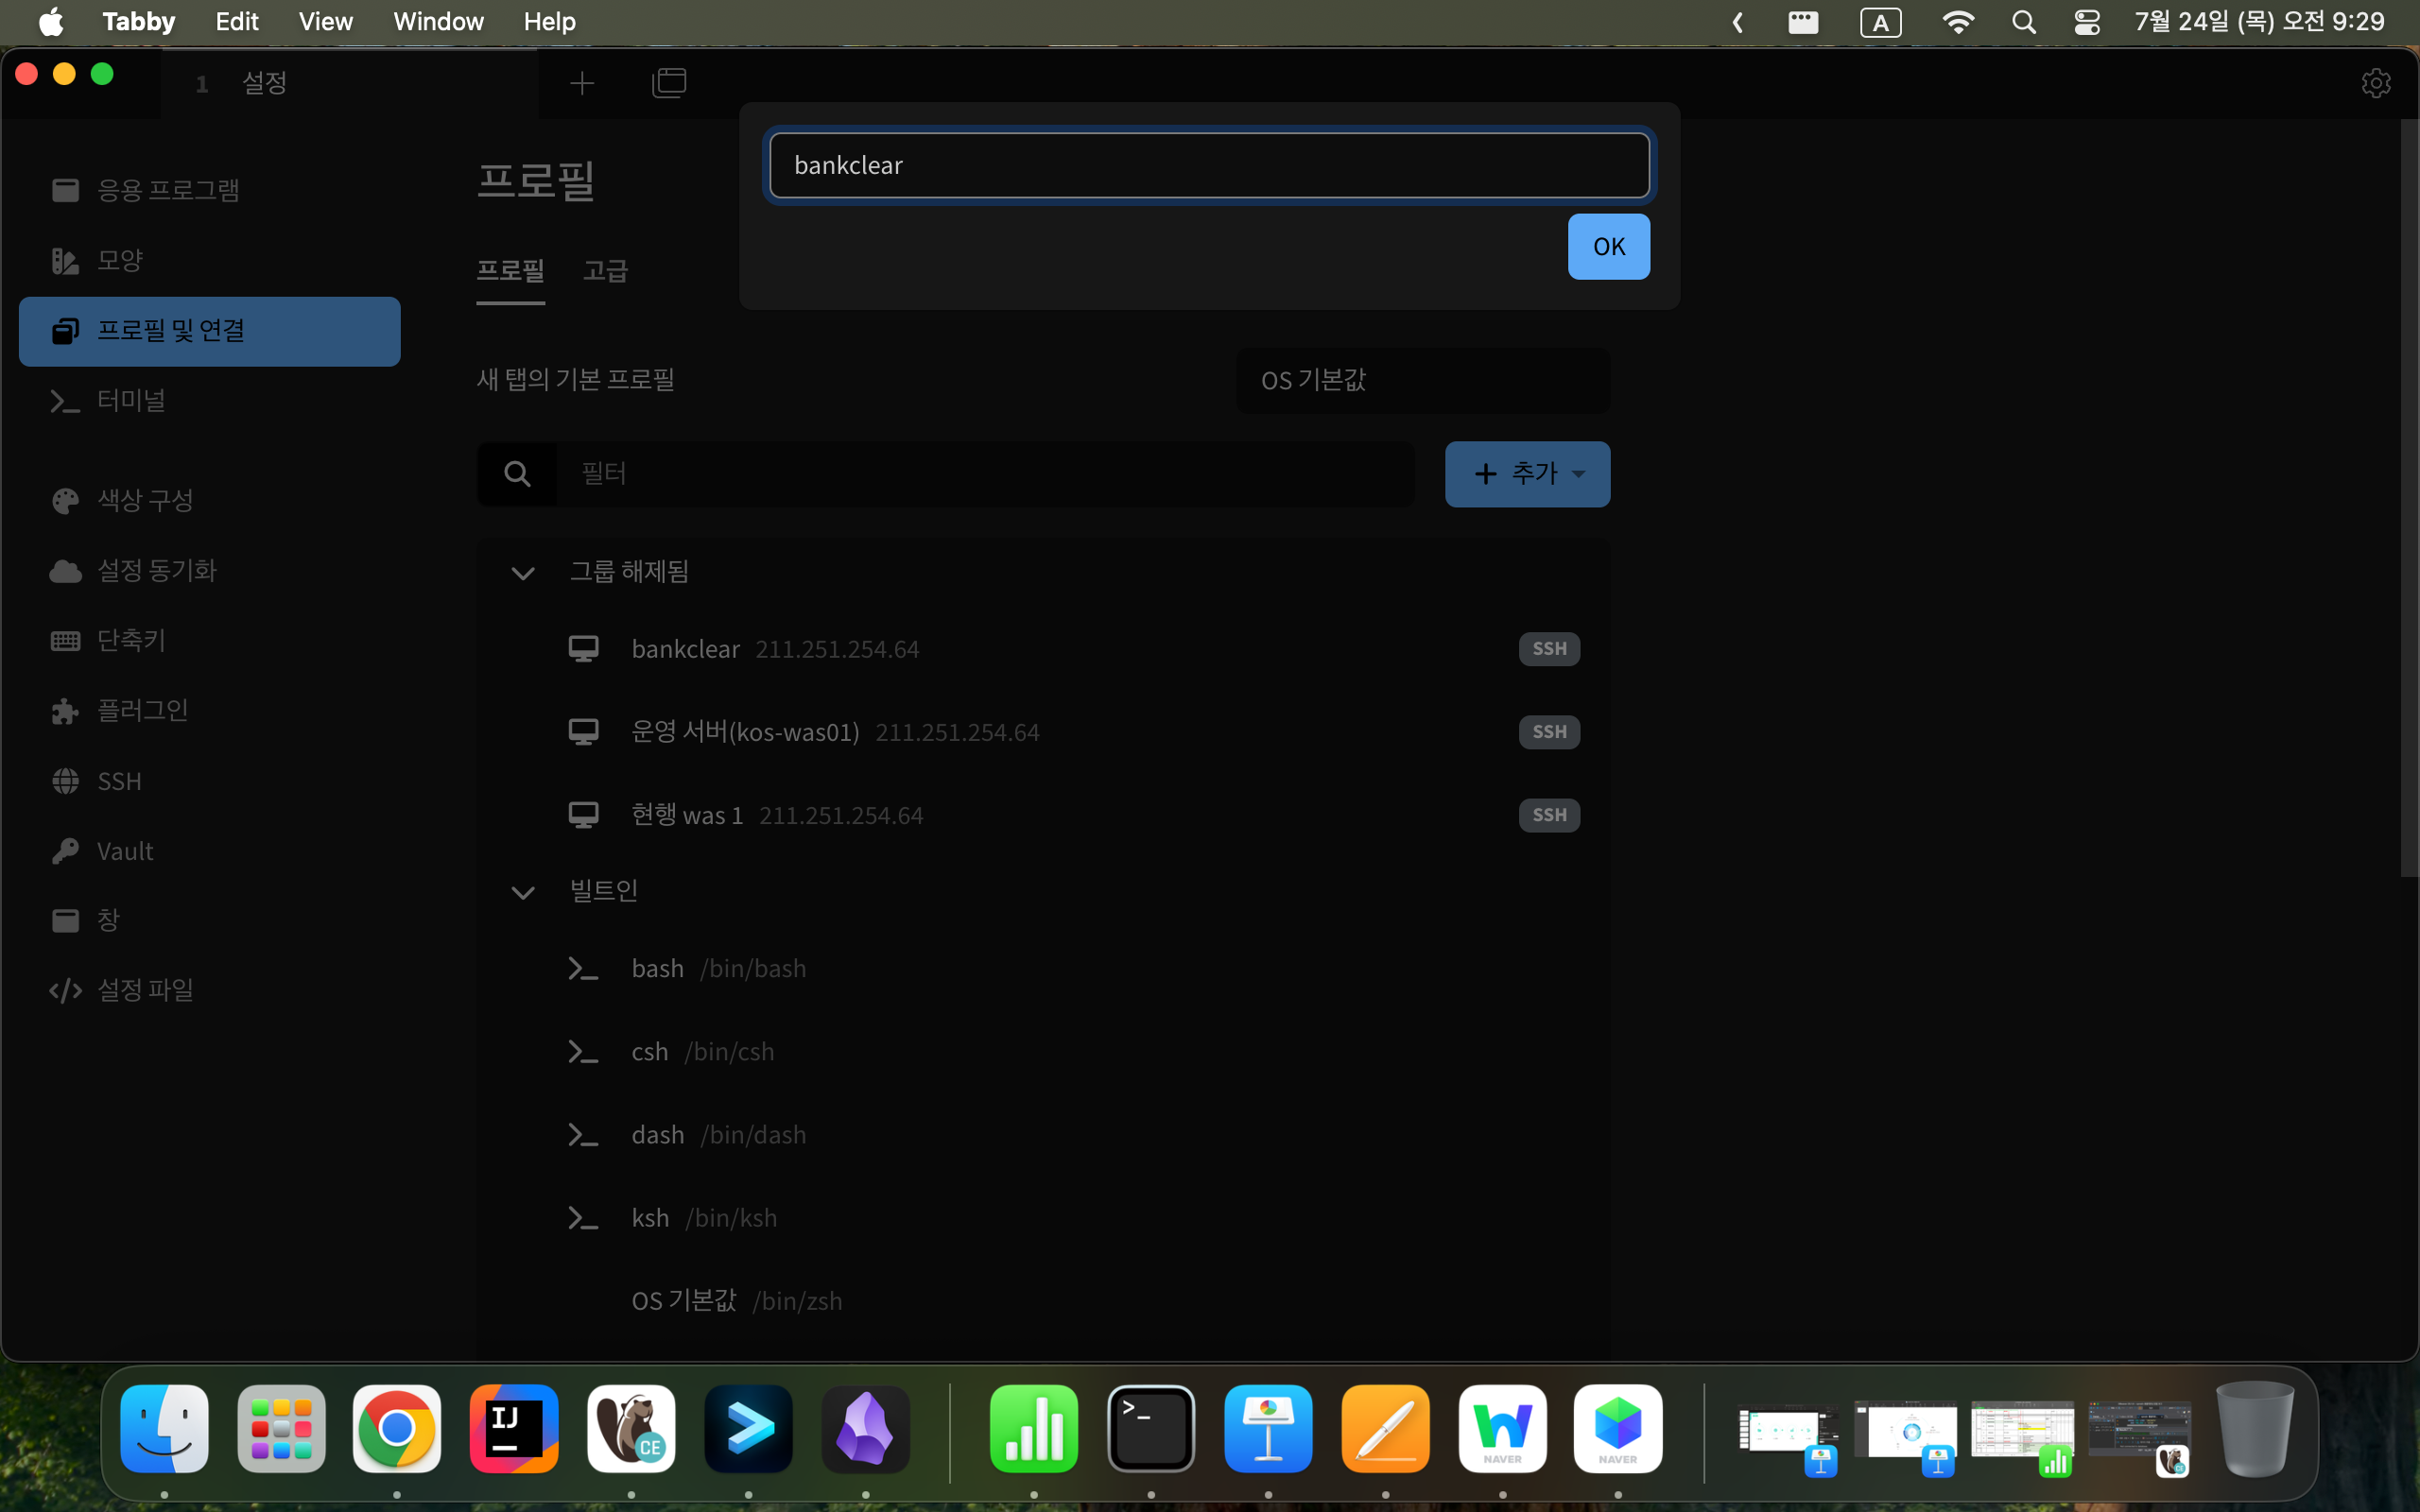 Tabby Edit View Window Help A 7월 24일 (목) 오전 9:29
1 설정
bankclear
OK
응용 프로그램
모양
프로필 및 연결
터미널
색상 구성
설정 동기화
단축키
플러그인
SSH
Vault
창
설정 파일
프로필
프로필 고급
새 탭의 기본 프로필 OS 기본값
필터 추가
그룹 해제됨
bankclear 211.251.254.64 SSH
운영 서버(kos-was01) 211.251.254.64 SSH
현행 was 1 211.251.254.64 SSH
빌트인
bash /bin/bash
csh /bin/csh
dash /bin/dash
ksh /bin/ksh
OS 기본값 /bin/zsh
IJ
CE
NAVER
NAVER